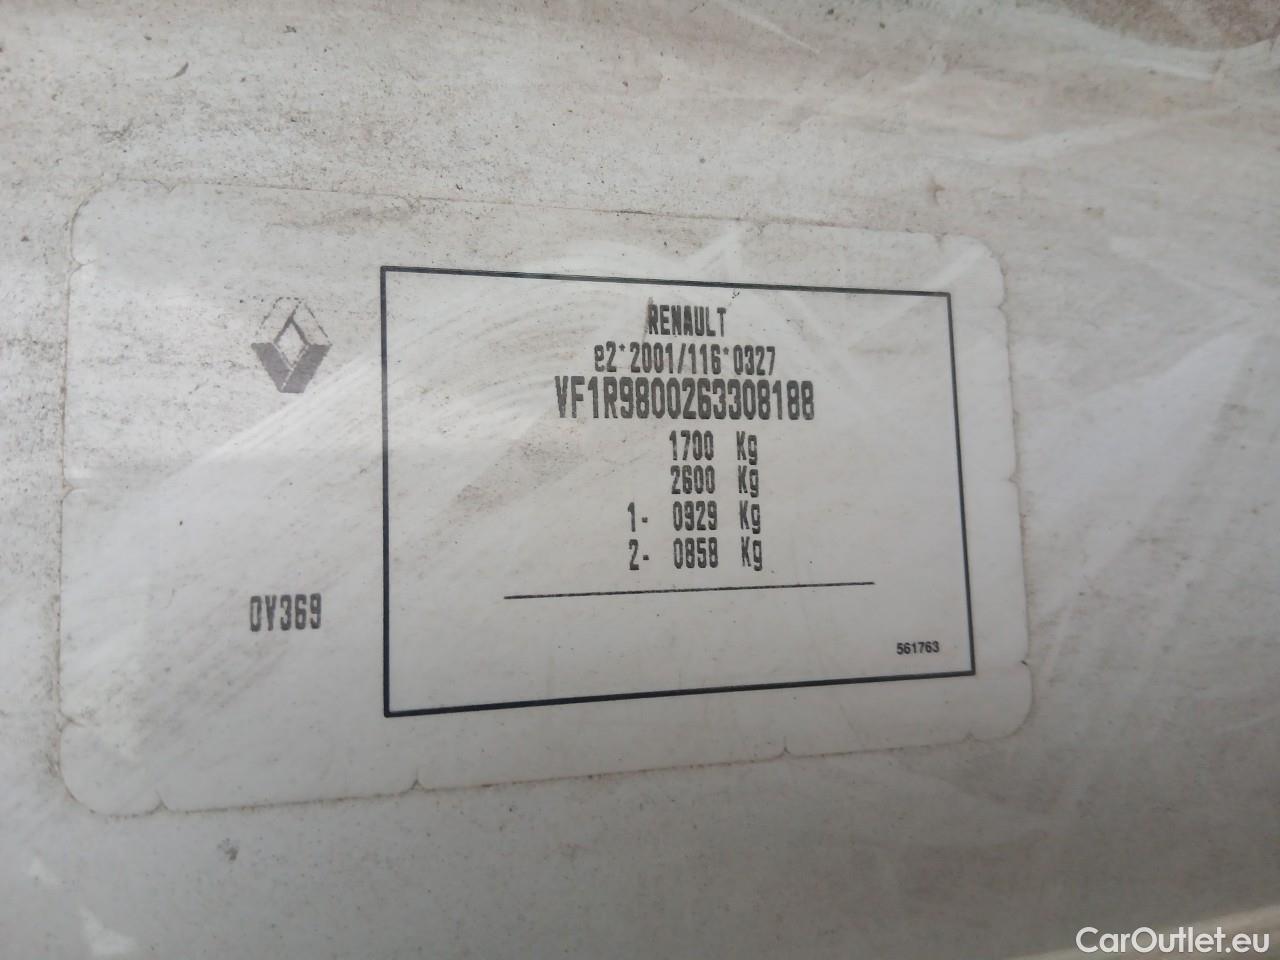 RENAULT
e2*2001/116*0327
VF1R9800263308188
1700 Kg
2600 Kg
1- 0929 Kg
2- 0858 Kg
0V369
561763
CarOutlet.eu